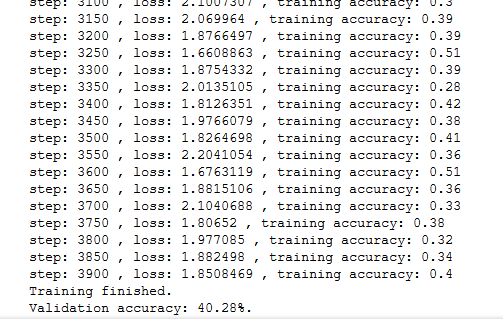 step: 3100 , loss: 2.1007307 , training accuracy: 0.3
step: 3150 , loss: 2.069964 , training accuracy: 0.39
step: 3200 , loss: 1.8766497 , training accuracy: 0.39
step: 3250 , loss: 1.6608863 , training accuracy: 0.51
step: 3300 , loss: 1.8754332 , training accuracy: 0.39
step: 3350 , loss: 2.0135105 , training accuracy: 0.28
step: 3400 , loss: 1.8126351 , training accuracy: 0.42
step: 3450 , loss: 1.9766079 , training accuracy: 0.38
step: 3500 , loss: 1.8264698 , training accuracy: 0.41
step: 3550 , loss: 2.2041054 , training accuracy: 0.36
step: 3600 , loss: 1.6763119 , training accuracy: 0.51
step: 3650 , loss: 1.8815106 , training accuracy: 0.36
step: 3700 , loss: 2.1040688 , training accuracy: 0.33
step: 3750 , loss: 1.80652 , training accuracy: 0.38
step: 3800 , loss: 1.977085 , training accuracy: 0.32
step: 3850 , loss: 1.882498 , training accuracy: 0.34
step: 3900 , loss: 1.8508469 , training accuracy: 0.4
Training finished.
Validation accuracy: 40.28%.